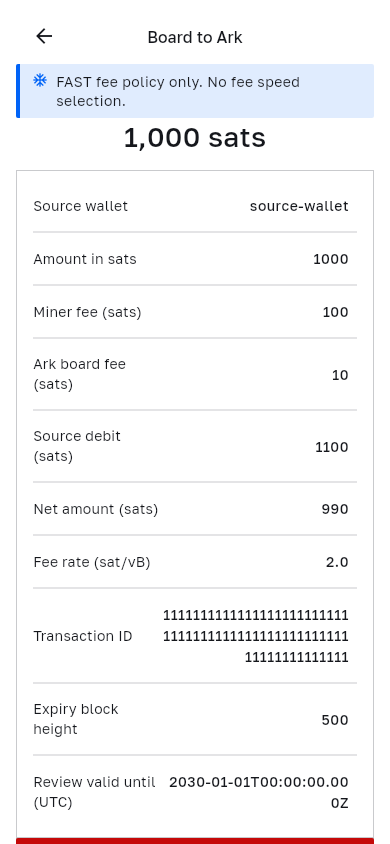 Board to Ark
FAST fee policy only. No fee speed
selection.
1,000 sats
Source wallet source-wallet
Amount in sats 1000
Miner fee (sats) 100
Ark board fee
(sats) 10
Source debit
(sats) 1100
Net amount (sats) 990
Fee rate (sat/vB) 2.0
Transaction ID
1111111111111111111111111
1111111111111111111111111
11111111111111
Expiry block
height 500
Review valid until
(UTC)
2030-01-01T00:00:00.00
0Z